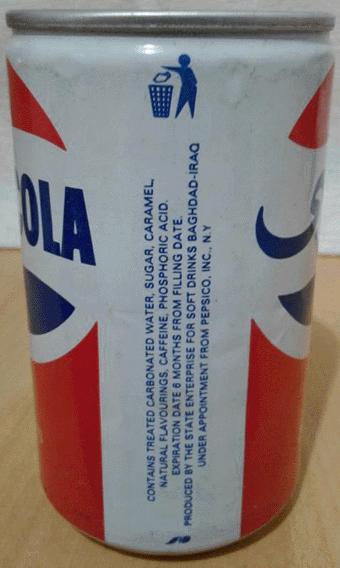 OLA
CONTAINS TREATED CARBONATED WATER, SUGAR, CARAMEL,
NATURAL FLAVOURINGS, CAFFEINE, PHOSPHORIC ACID.
EXPIRATION DATE 6 MONTHS FROM FILLING DATE.
PRODUCED BY THE STATE ENTERPRISE FOR SOFT DRINKS BAGHDAD-IRAQ
UNDER APPOINTMENT FROM PEPSICO, INC., N.Y